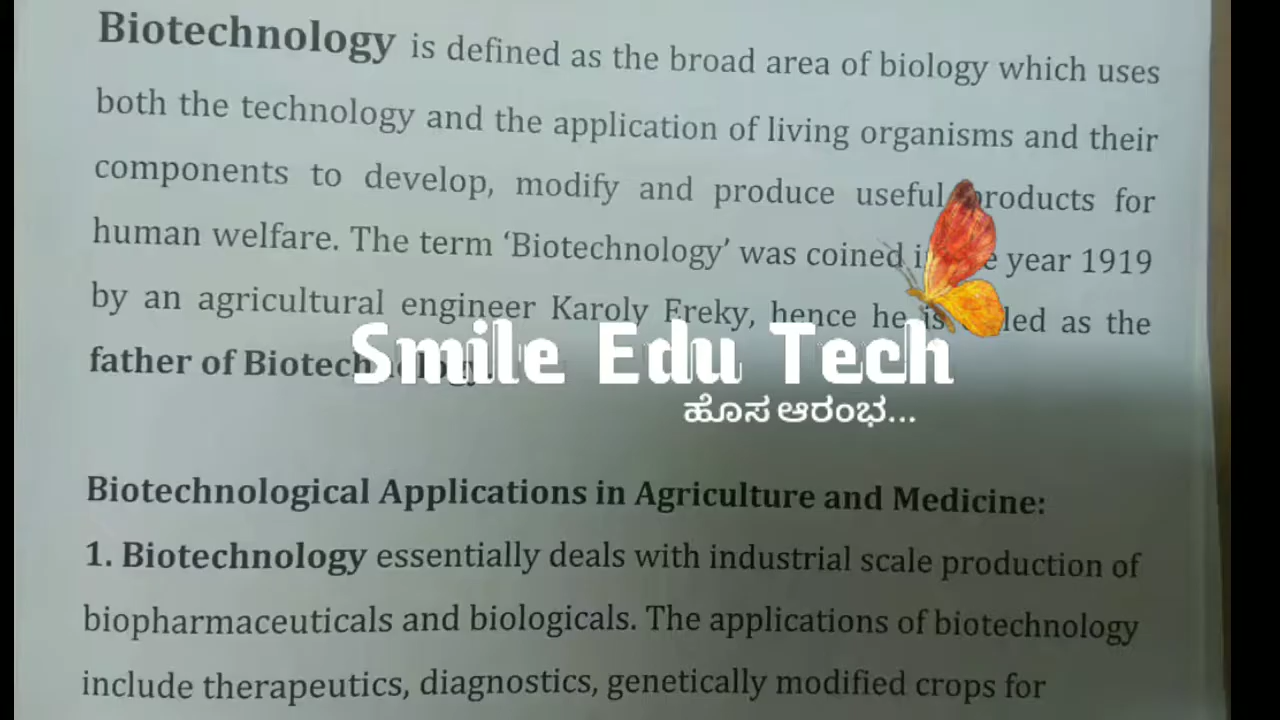 Biotechnology is defined as the broad area of biology which uses
both the technology and the application of living organisms and their
components to develop, modify and produce useful products for
human welfare. The term ‘Biotechnology’ was coined year 1919
by an agricultural engineer Karoly Ereky, hence he is as the
father of Biotechnology.
Smile Edu Tech
ಹೊಸ ಆರಂಭ...
Biotechnological Applications in Agriculture and Medicine:
1. Biotechnology essentially deals with industrial scale production of
biopharmaceuticals and biologicals. The applications of biotechnology
include therapeutics, diagnostics, genetically modified crops for